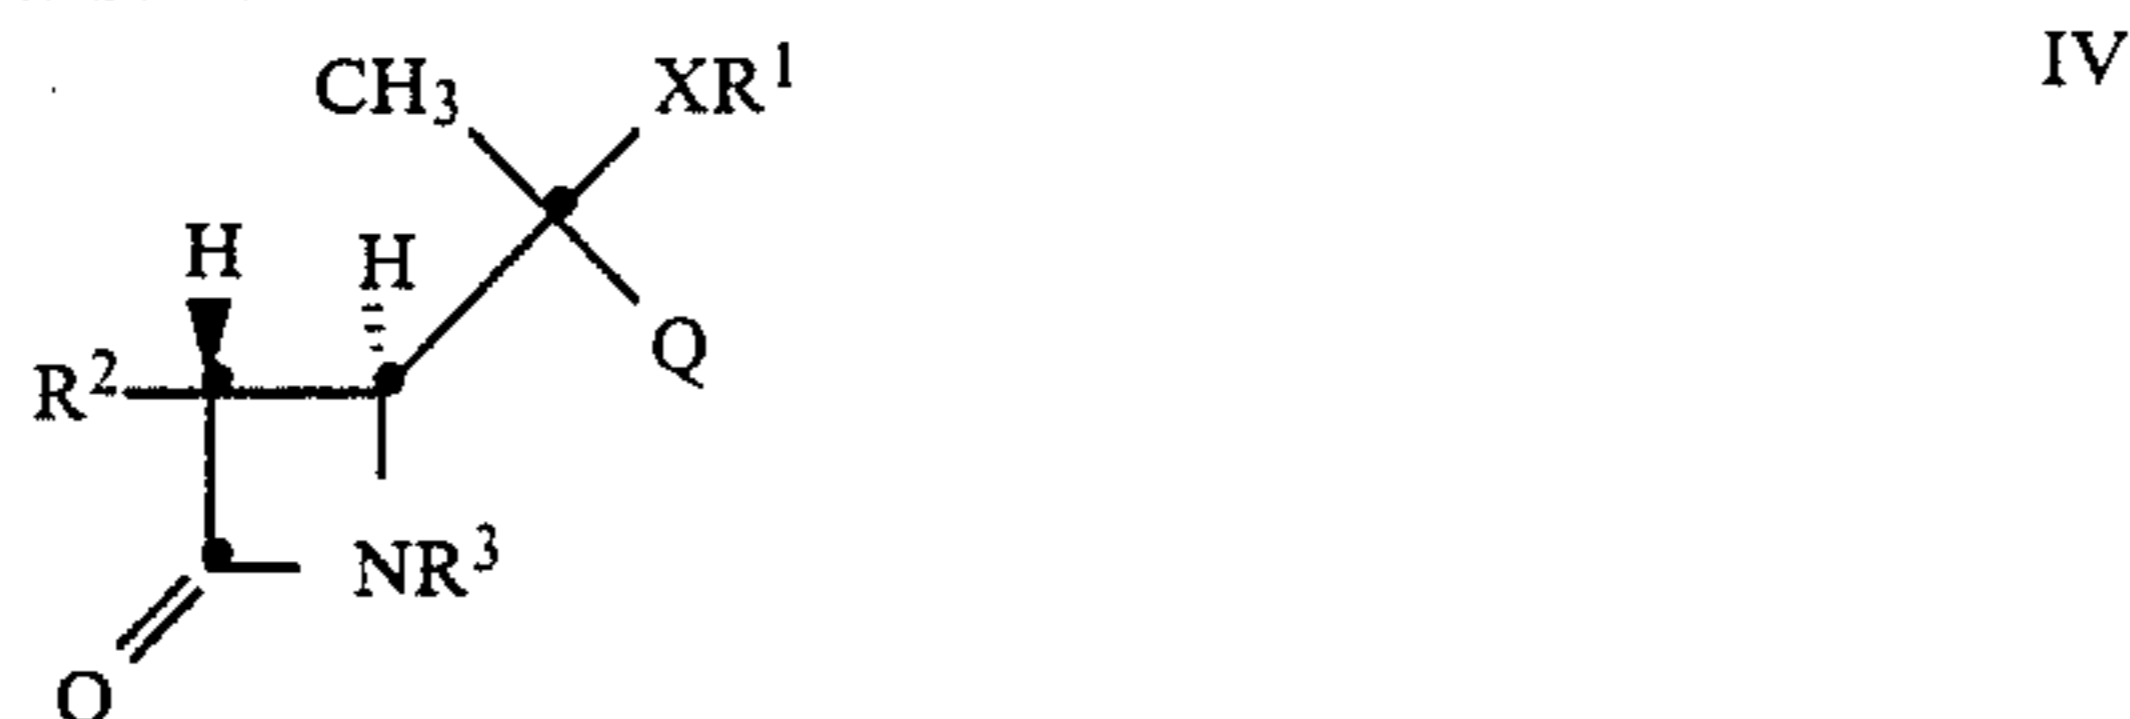 CH₃ XR¹ IV
H H
Q
R²
NR³
O